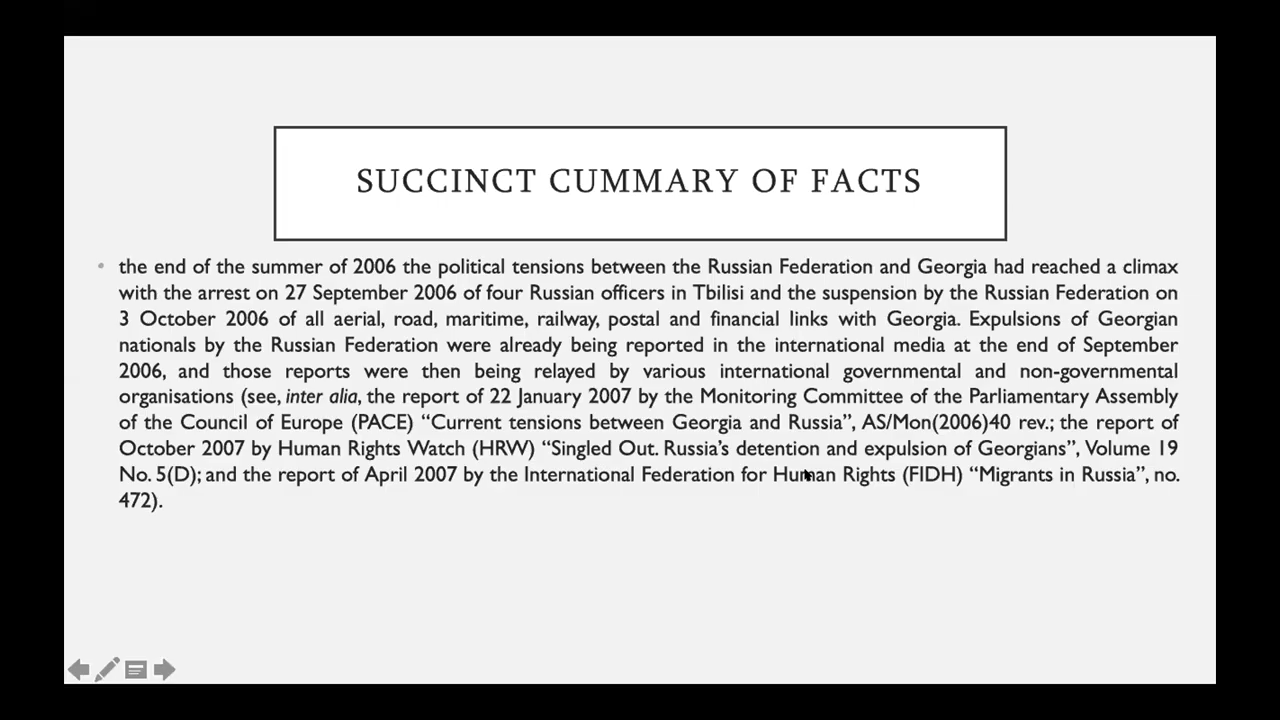 SUCCINCT CUMMARY OF FACTS
• the end of the summer of 2006 the political tensions between the Russian Federation and Georgia had reached a climax
with the arrest on 27 September 2006 of four Russian officers in Tbilisi and the suspension by the Russian Federation on
3 October 2006 of all aerial, road, maritime, railway, postal and financial links with Georgia. Expulsions of Georgian
nationals by the Russian Federation were already being reported in the international media at the end of September
2006, and those reports were then being relayed by various international governmental and non-governmental
organisations (see, inter alia, the report of 22 January 2007 by the Monitoring Committee of the Parliamentary Assembly
of the Council of Europe (PACE) “Current tensions between Georgia and Russia”, AS/Mon(2006)40 rev.; the report of
October 2007 by Human Rights Watch (HRW) “Singled Out. Russia’s detention and expulsion of Georgians”, Volume 19
No. 5(D); and the report of April 2007 by the International Federation for Human Rights (FIDH) “Migrants in Russia”, no.
472).